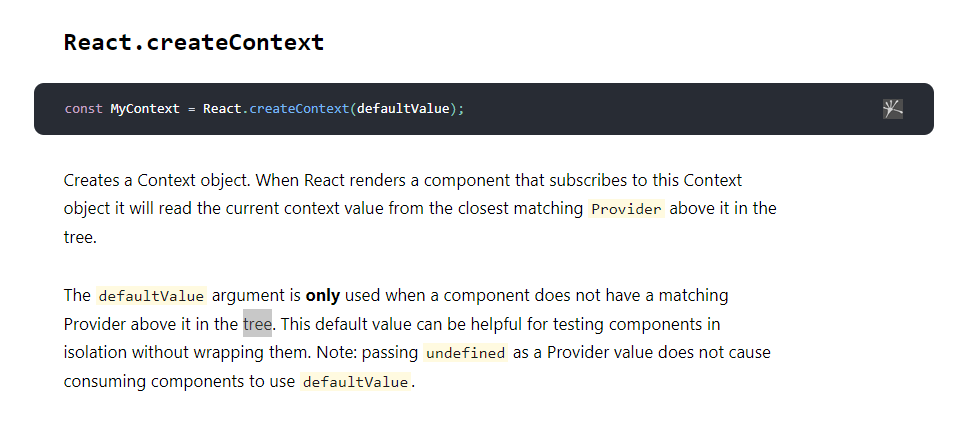 React.createContext
const MyContext = React.createContext(defaultValue);
Creates a Context object. When React renders a component that subscribes to this Context
object it will read the current context value from the closest matching Provider above it in the
tree.
The defaultValue argument is only used when a component does not have a matching
Provider above it in the tree. This default value can be helpful for testing components in
isolation without wrapping them. Note: passing undefined as a Provider value does not cause
consuming components to use defaultValue.